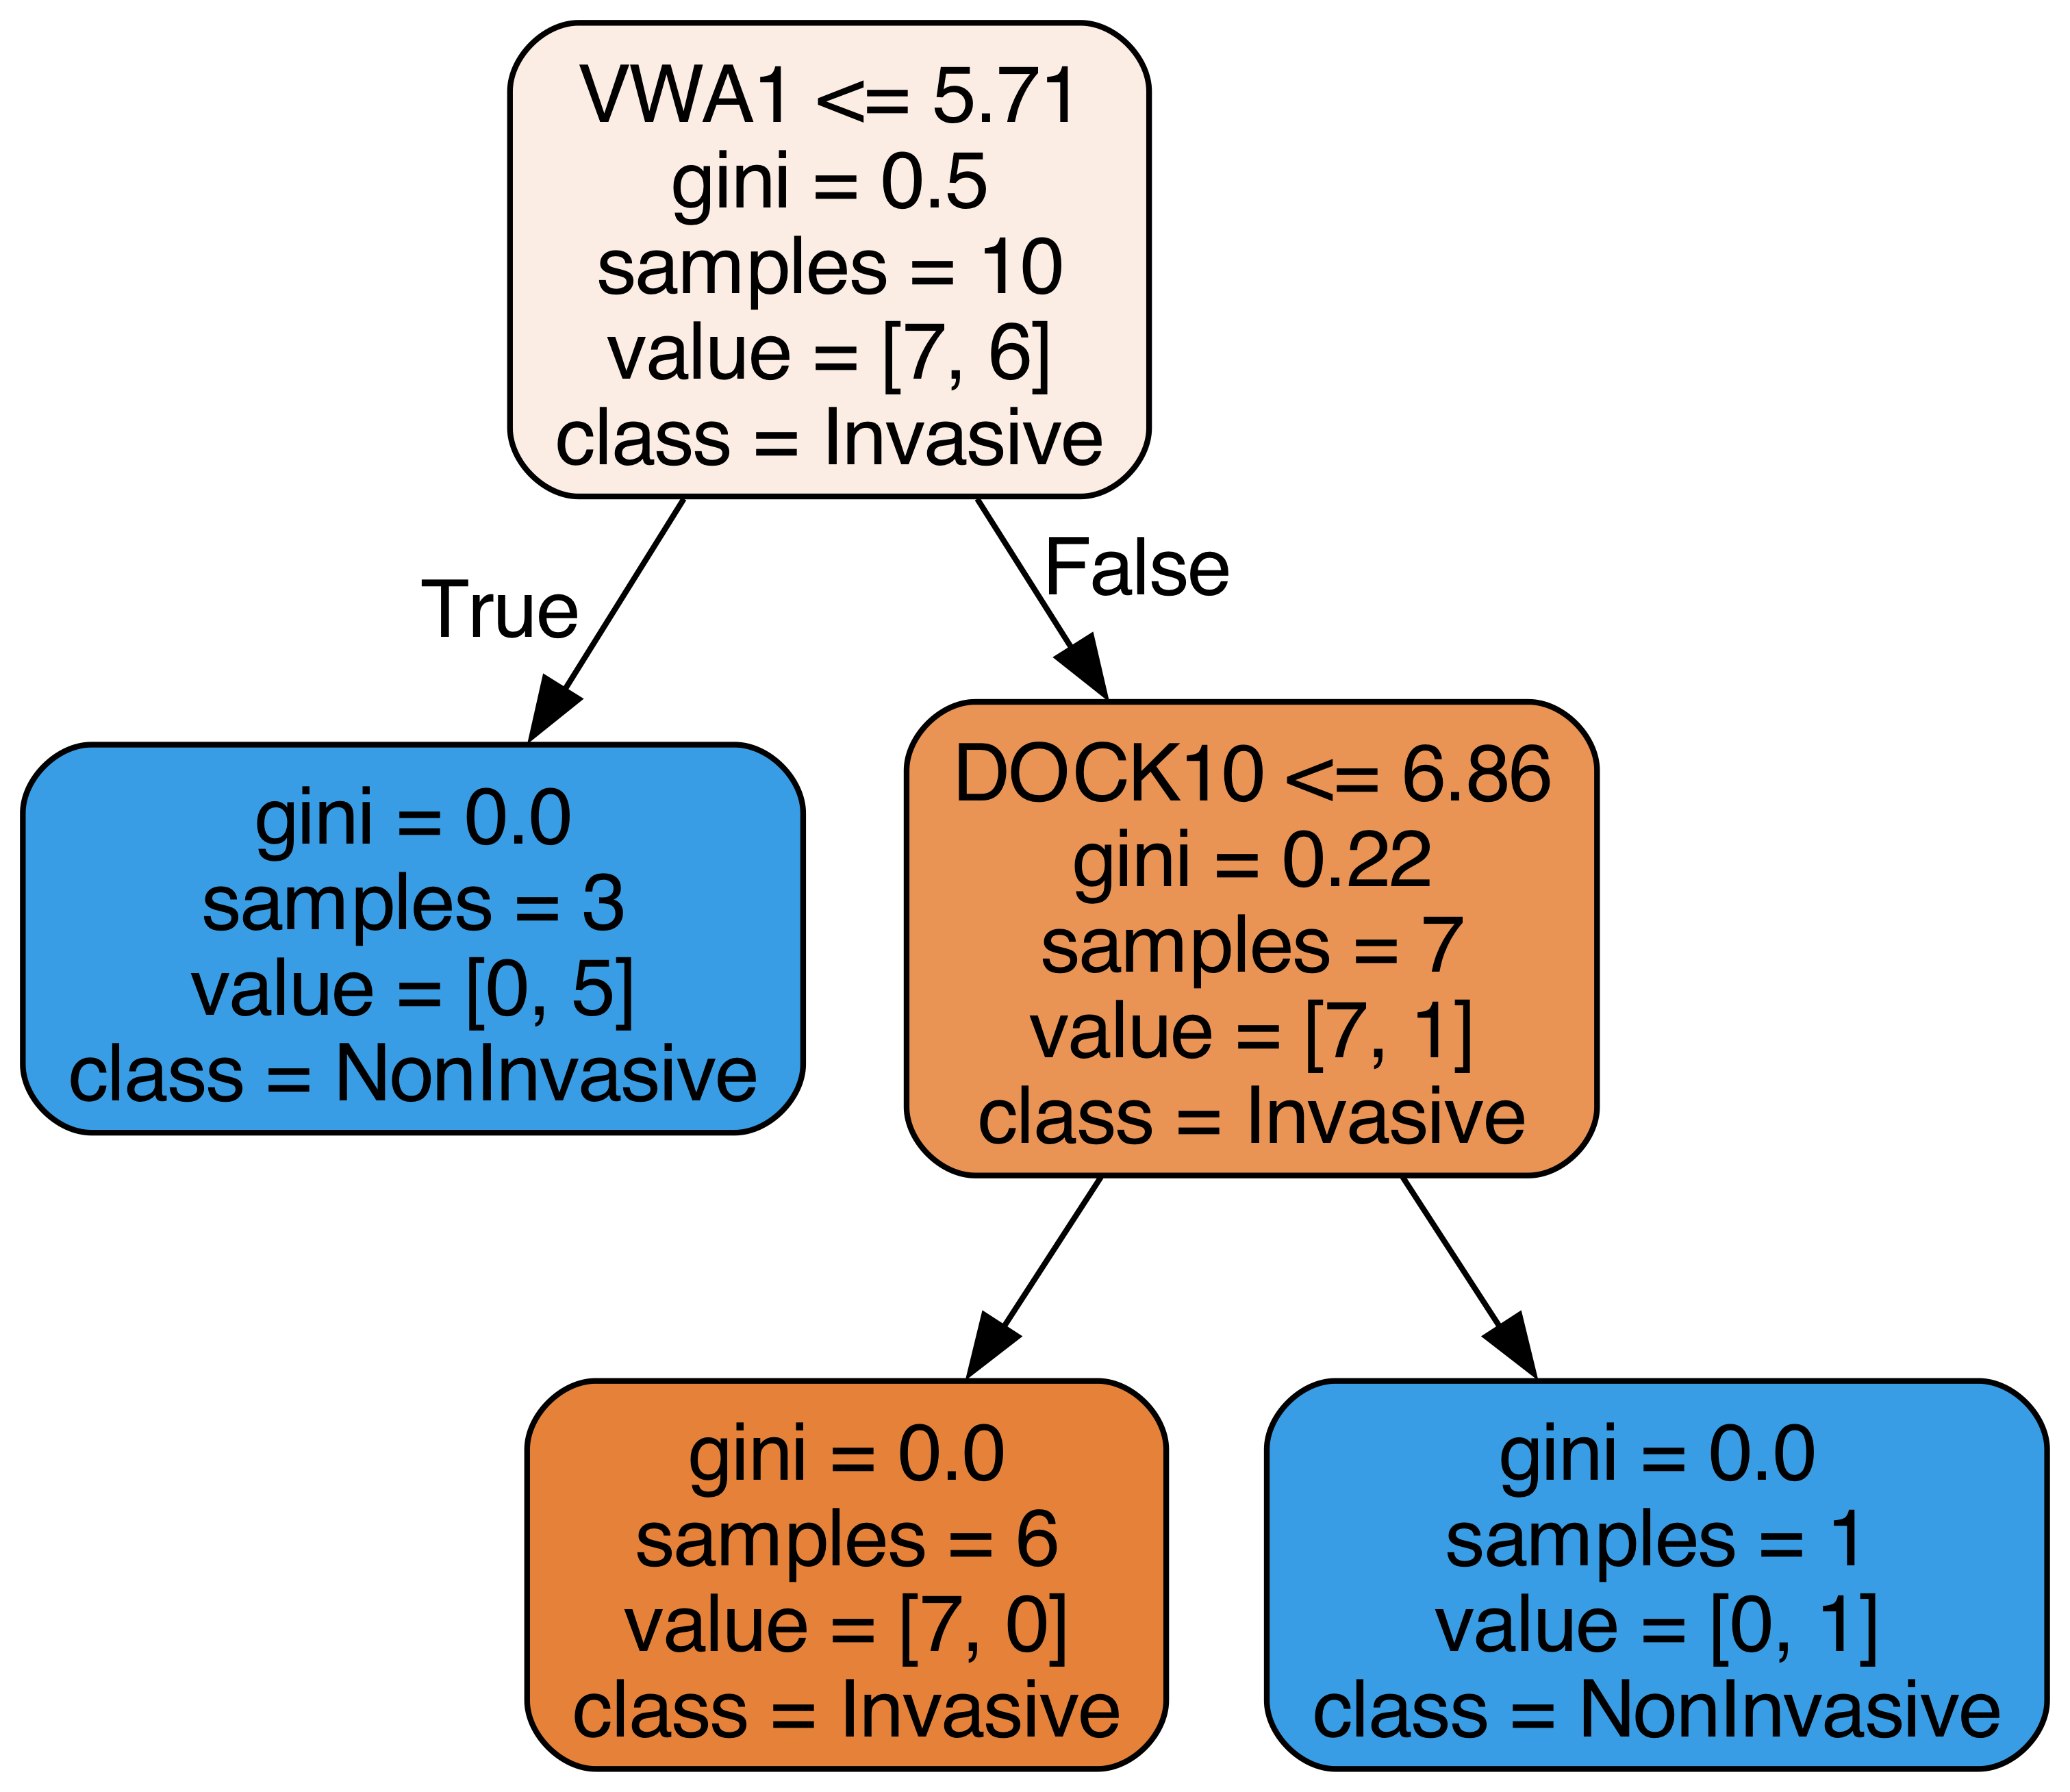 VWA1 <= 5.71
gini = 0.5
samples = 10
value = [7, 6]
class = Invasive
True
False
gini = 0.0
samples = 3
value = [0, 5]
class = NonInvasive
DOCK10 <= 6.86
gini = 0.22
samples = 7
value = [7, 1]
class = Invasive
gini = 0.0
samples = 6
value = [7, 0]
class = Invasive
gini = 0.0
samples = 1
value = [0, 1]
class = NonInvasive